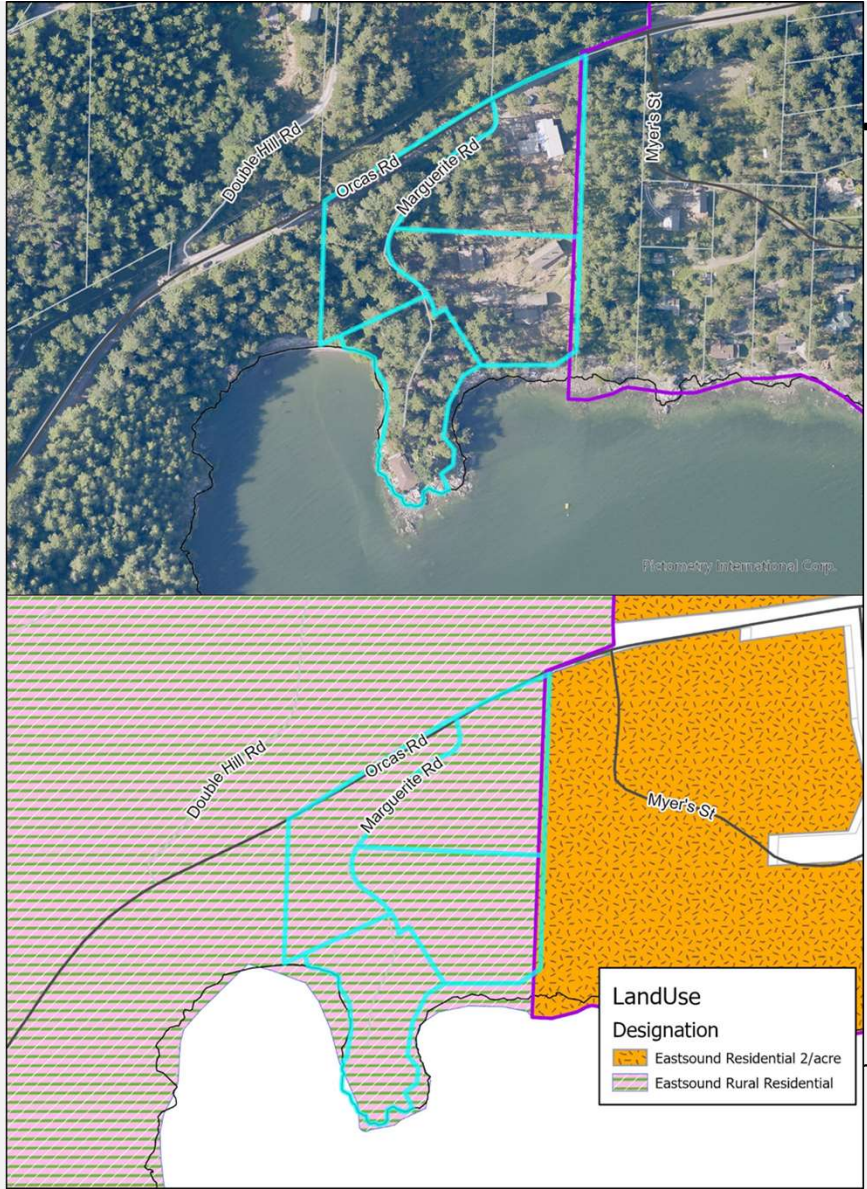 Double Hill Rd
Orcas Rd
Marguerite Rd
Myer's St
Pictometry International Corp.
Double Hill Rd
Orcas Rd
Marguerite Rd
Myer's St
LandUse
Designation
Eastsound Residential 2/acre
Eastsound Rural Residential